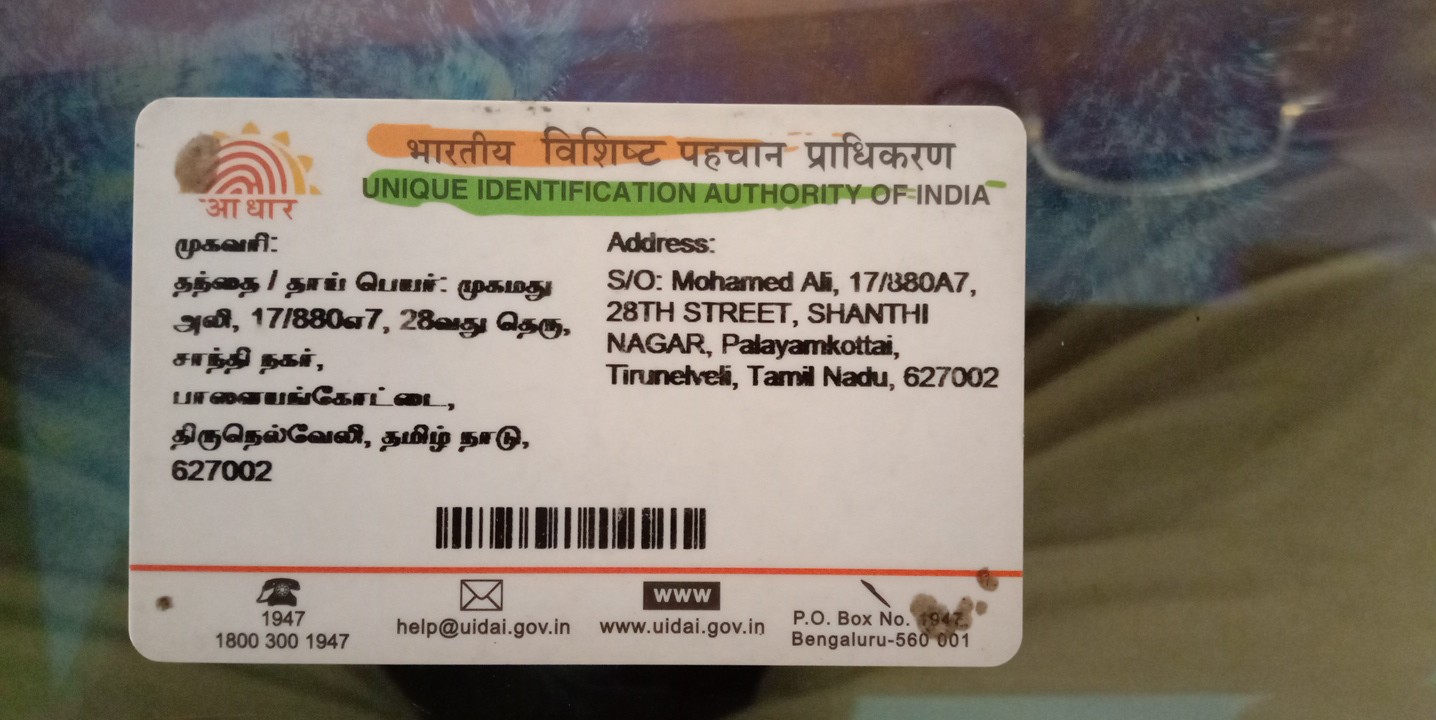 भारतीय विशिष्ट पहचान प्राधिकरण
UNIQUE IDENTIFICATION AUTHORITY OF INDIA
आधार
முகவரி:
தந்தை / தாய் பெயர்: முகமது
அலி, 17/880எ7, 28வது தெரு,
சாந்தி நகர்,
பாளையங்கோட்டை,
திருநெல்வேலி, தமிழ் நாடு,
627002
Address:
S/O: Mohamed Ali, 17/880A7,
28TH STREET, SHANTHI
NAGAR, Palayamkottai,
Tirunelveli, Tamil Nadu, 627002
1947
1800 300 1947
help@uidai.gov.in
www
www.uidai.gov.in
P.O. Box No. 1947,
Bengaluru-560 001